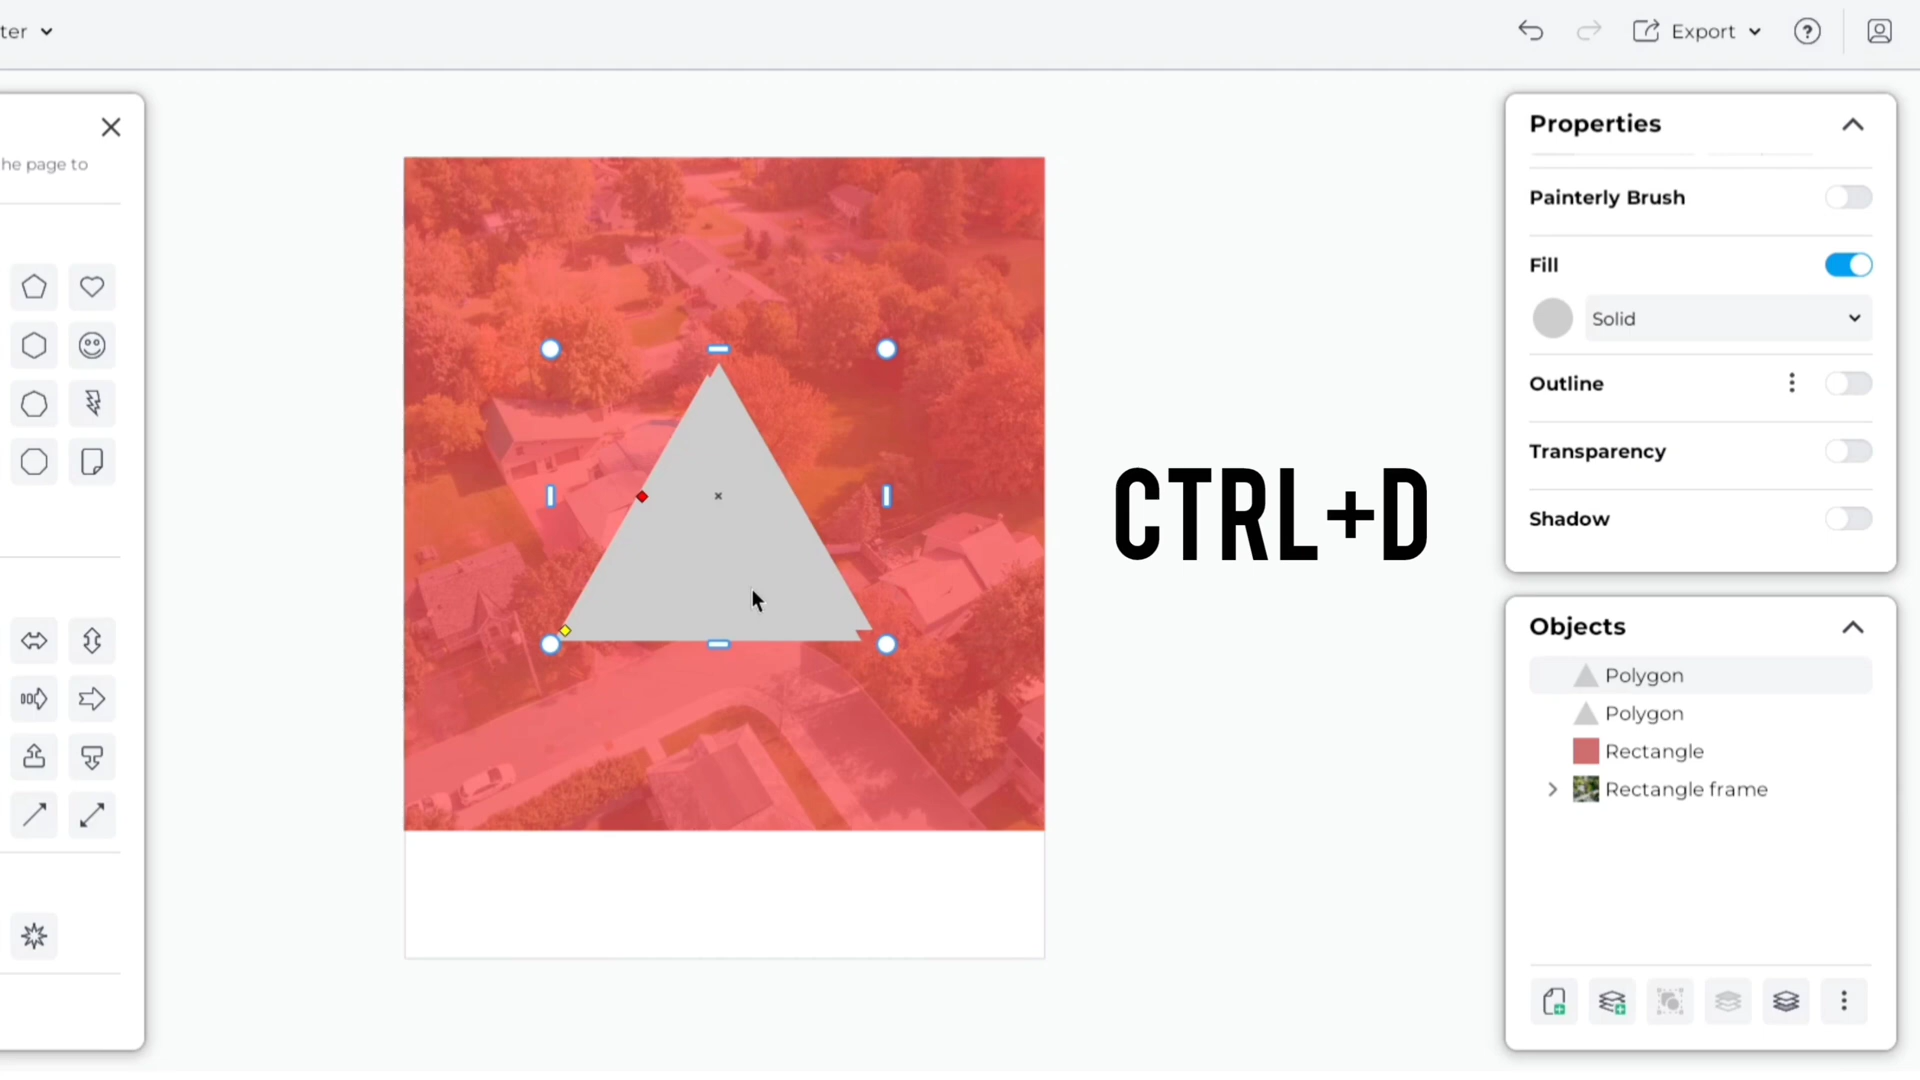 ter
Export
he page to
Properties
Painterly Brush
Fill
Solid
Outline
Transparency
Shadow
CTRL+D
Objects
Polygon
Polygon
Rectangle
Rectangle frame